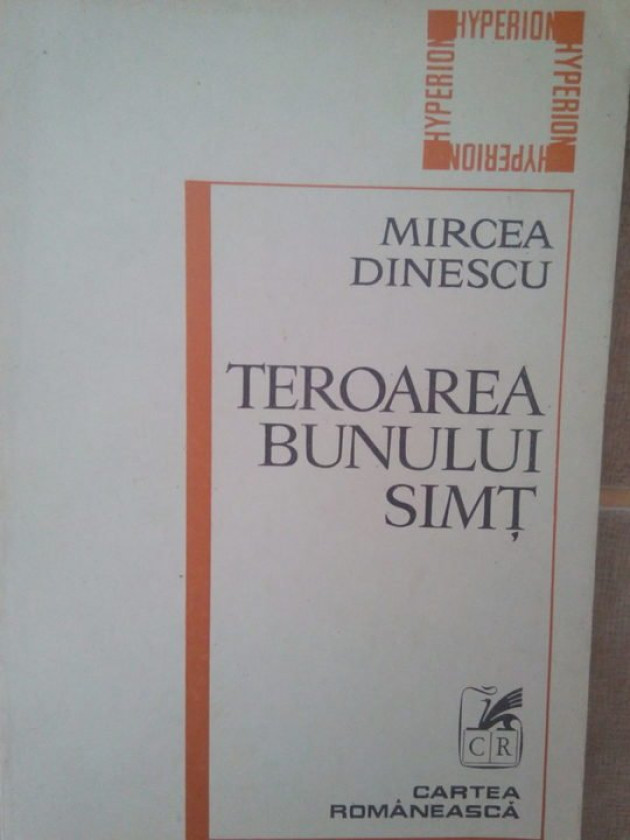 HYPERION
HYPERION
HYPERION
HYPERION
MIRCEA
DINESCU
TEROAREA
BUNULUI
SIMȚ
CR
CARTEA
ROMÂNEASCĂ